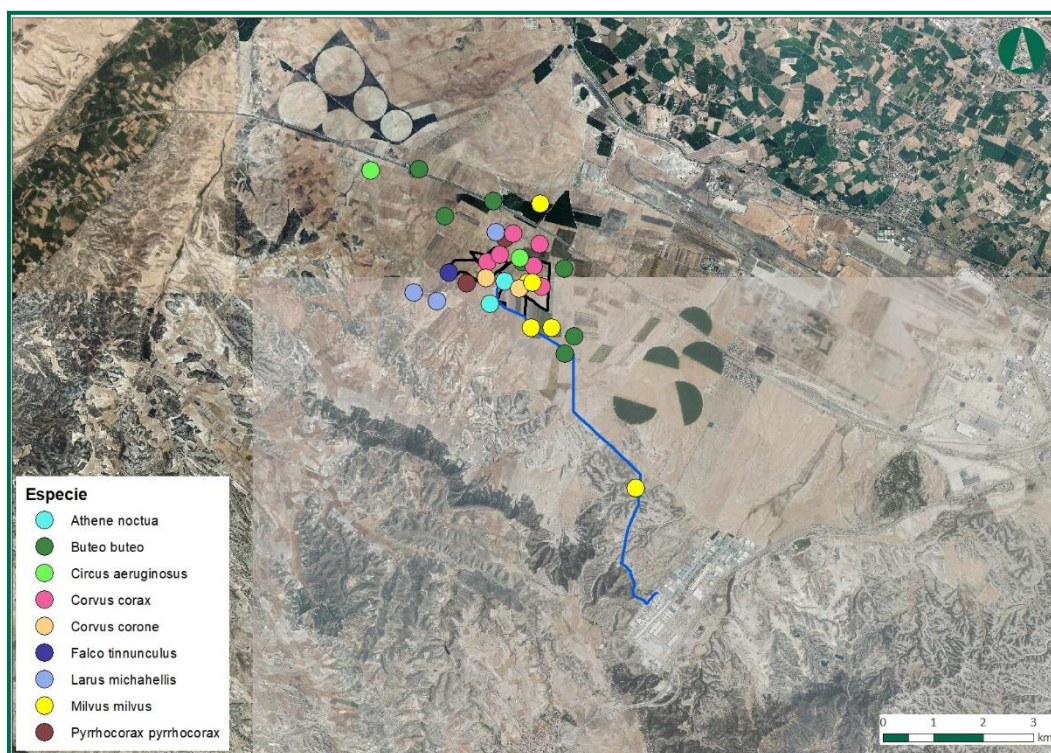 Especie
Athene noctua
Buteo buteo
Circus aeruginosus
Corvus corax
Corvus corone
Falco tinnunculus
Larus michahellis
Milvus milvus
Pyrrhocorax pyrrhocorax
0 1 2 3
km